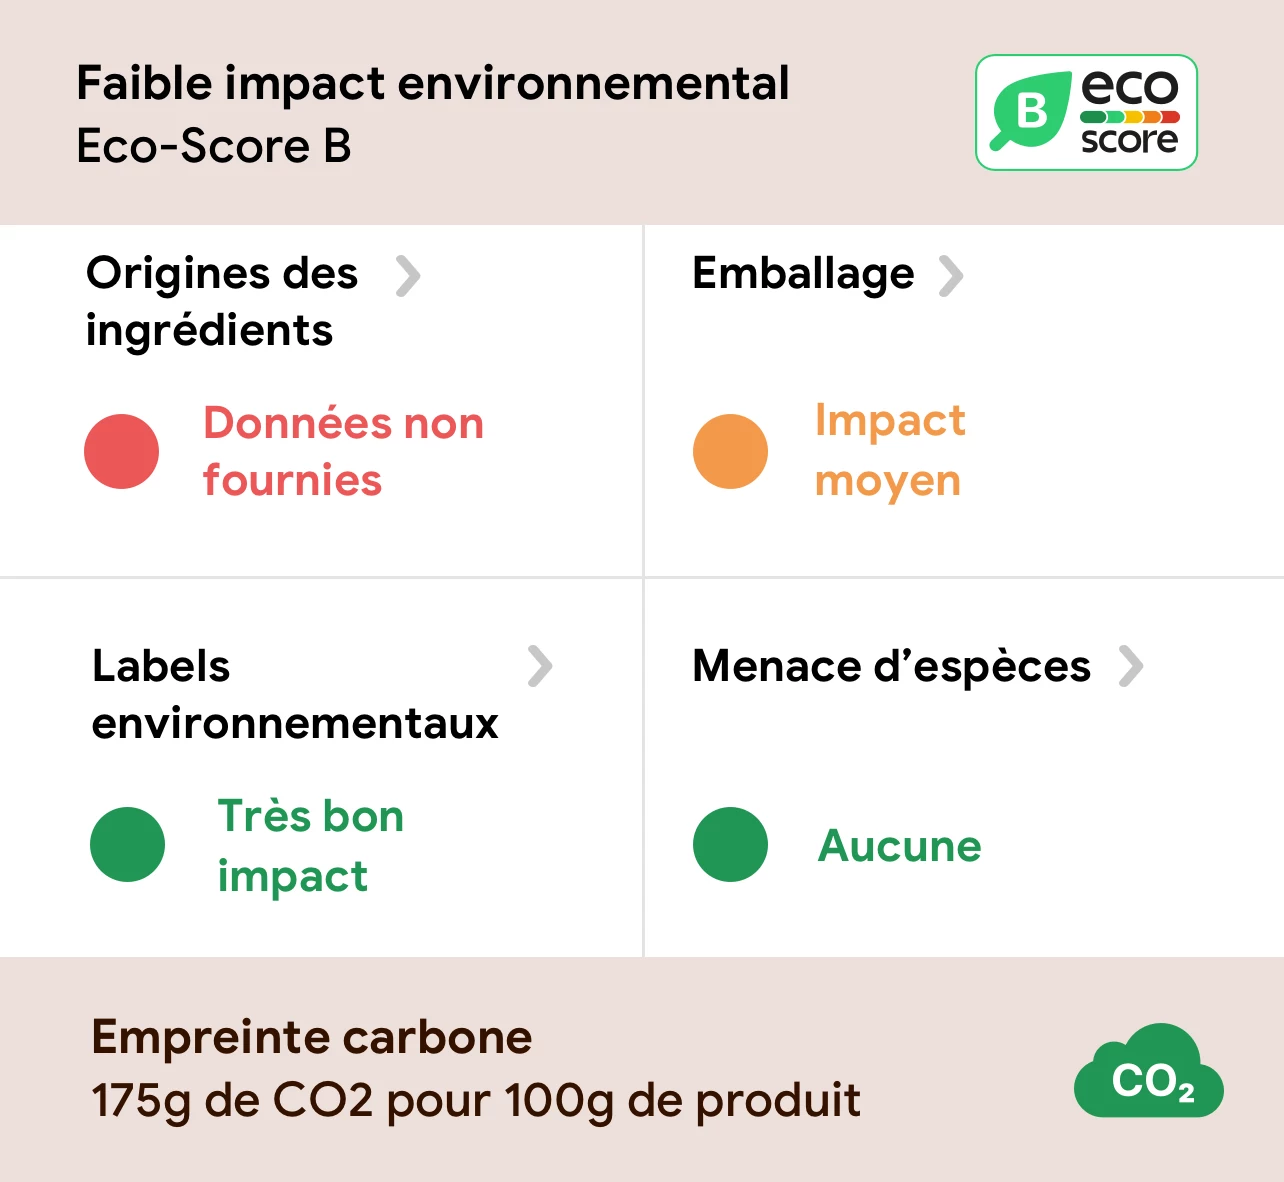 Faible impact environnemental
Eco-Score B
B
eco
score
Origines des
ingrédients
Données non
fournies
Emballage
Impact
moyen
Labels
environnementaux
Très bon
impact
Menace d’espèces
Aucune
Empreinte carbone
175g de CO2 pour 100g de produit
CO₂